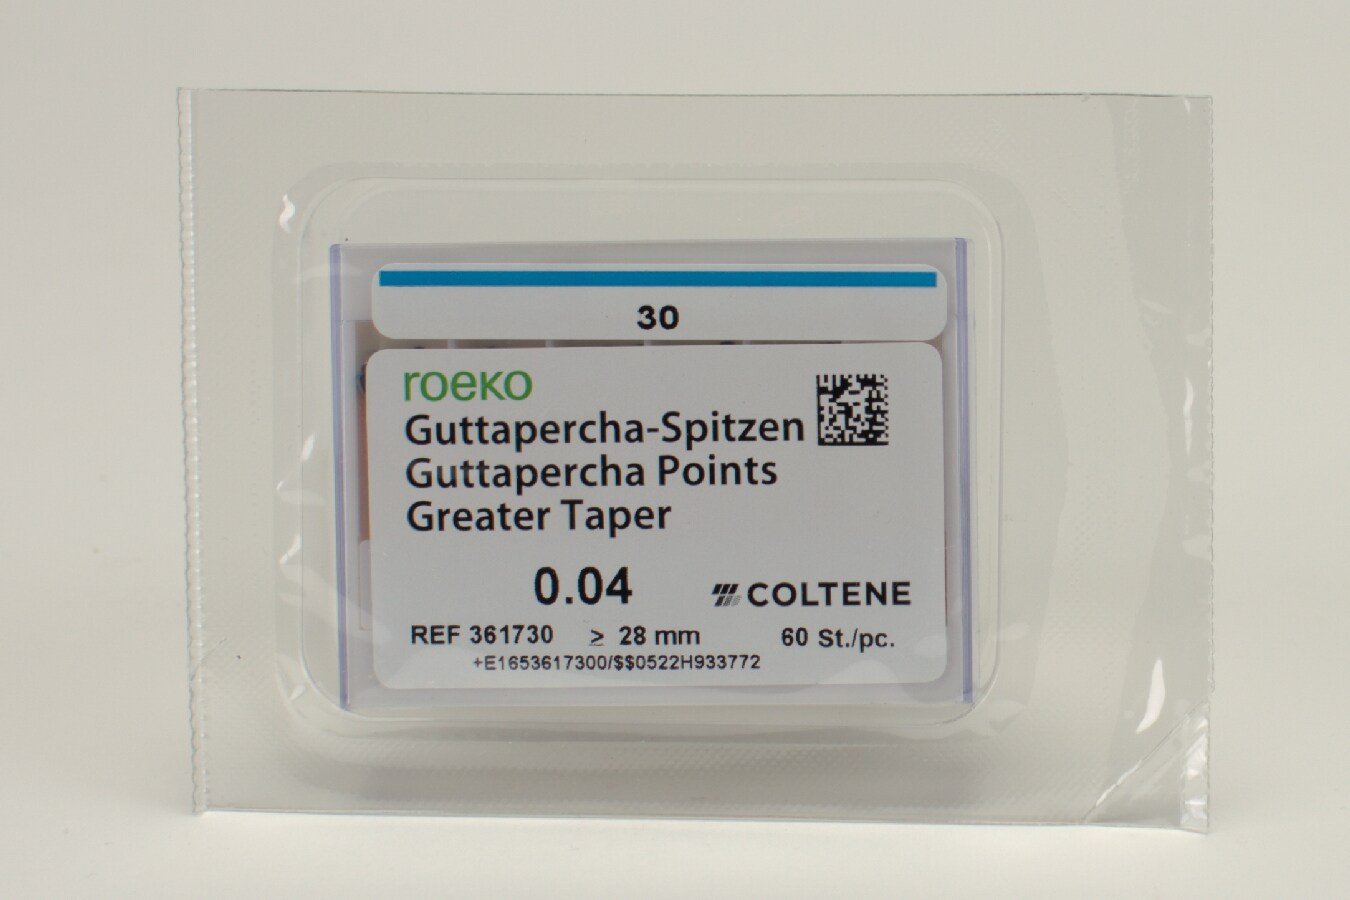 30
roeko
Guttapercha-Spitzen
Guttapercha Points
Greater Taper
0.04
COLTENE
REF 361730 ≥ 28 mm 60 St./pc.
+E1653617300/$$0522H933772